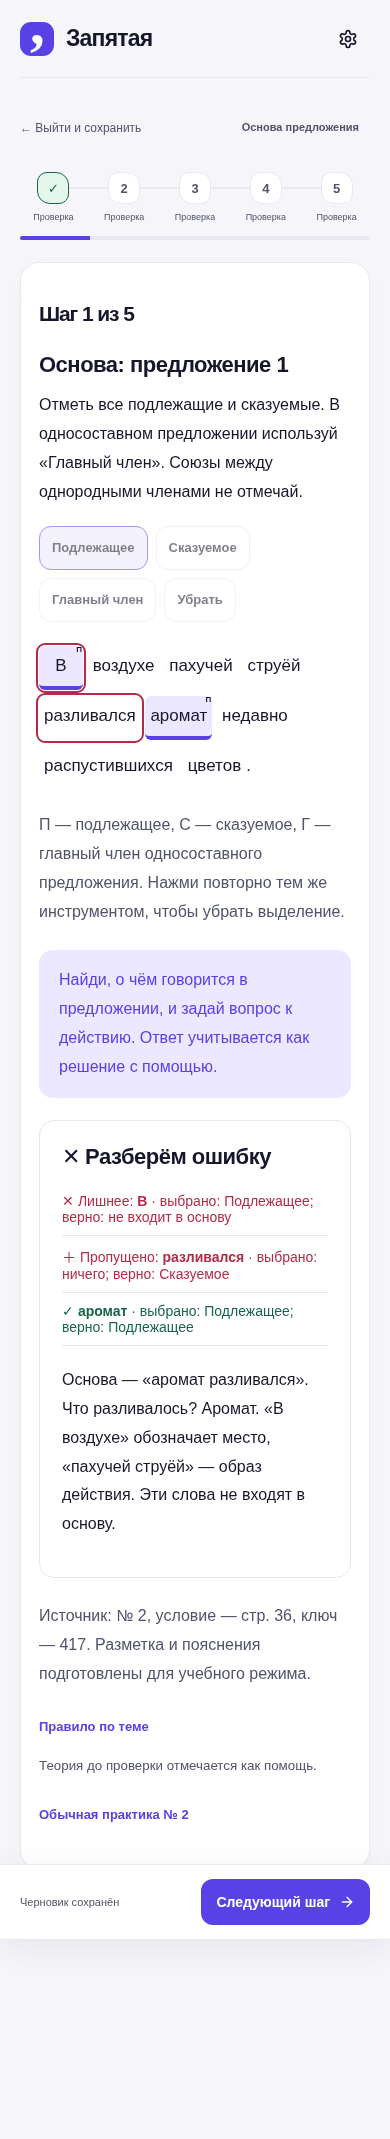 Запятая
← Выйти и сохранить
Основа предложения
✓ 2 3 4 5
Проверка Проверка Проверка Проверка Проверка
Шаг 1 из 5
Основа: предложение 1
Отметь все подлежащие и сказуемые. В
односоставном предложении используй
«Главный член». Союзы между
однородными членами не отмечай.
Подлежащее Сказуемое
Главный член Убрать
В п воздухе пахучей струёй
разливался аромат п недавно
распустившихся цветов .
П — подлежащее, С — сказуемое, Г —
главный член односоставного
предложения. Нажми повторно тем же
инструментом, чтобы убрать выделение.
Найди, о чём говорится в
предложении, и задай вопрос к
действию. Ответ учитывается как
решение с помощью.
✕ Разберём ошибку
✕ Лишнее: В · выбрано: Подлежащее;
верно: не входит в основу
＋ Пропущено: разливался · выбрано:
ничего; верно: Сказуемое
✓ аромат · выбрано: Подлежащее;
верно: Подлежащее
Основа — «аромат разливался».
Что разливалось? Аромат. «В
воздухе» обозначает место,
«пахучей струёй» — образ
действия. Эти слова не входят в
основу.
Источник: № 2, условие — стр. 36, ключ
— 417. Разметка и пояснения
подготовлены для учебного режима.
Правило по теме
Теория до проверки отмечается как помощь.
Обычная практика № 2
Черновик сохранён
Следующий шаг →